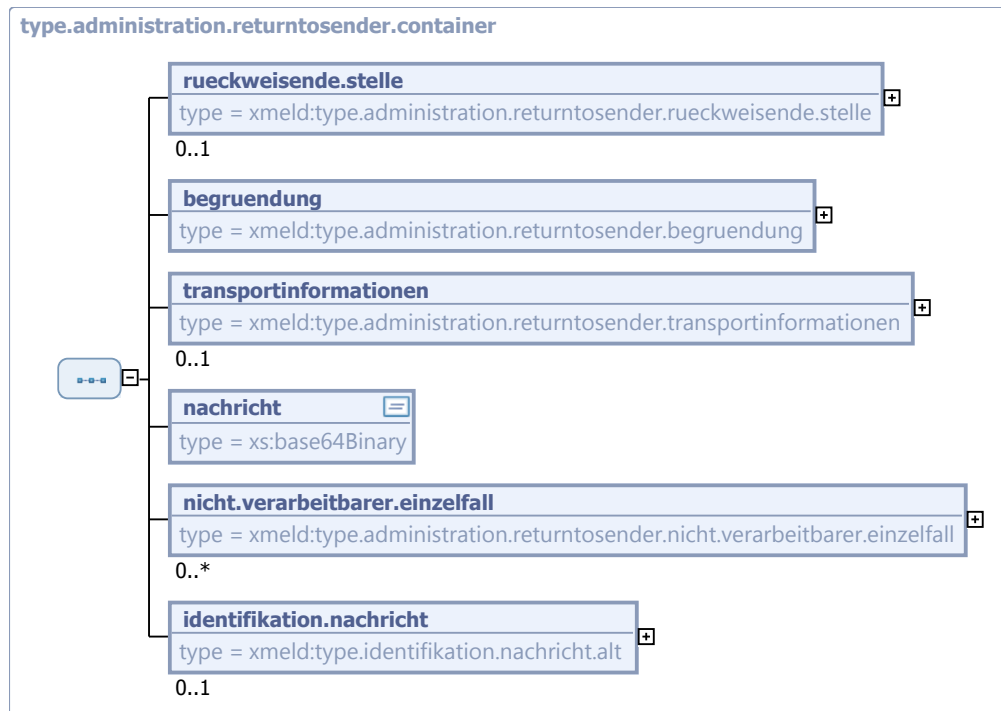 type.administration.returntosender.container
rueckweisende.stelle
type = xmeld:type.administration.returntosender.rueckweisende.stelle
0..1
begruendung
type = xmeld:type.administration.returntosender.begruendung
transportinformationen
type = xmeld:type.administration.returntosender.transportinformationen
0..1
nachricht
type = xs:base64Binary
nicht.verarbeitbarer.einzelfall
type = xmeld:type.administration.returntosender.nicht.verarbeitbarer.einzelfall
0..*
identifikation.nachricht
type = xmeld:type.identifikation.nachricht.alt
0..1